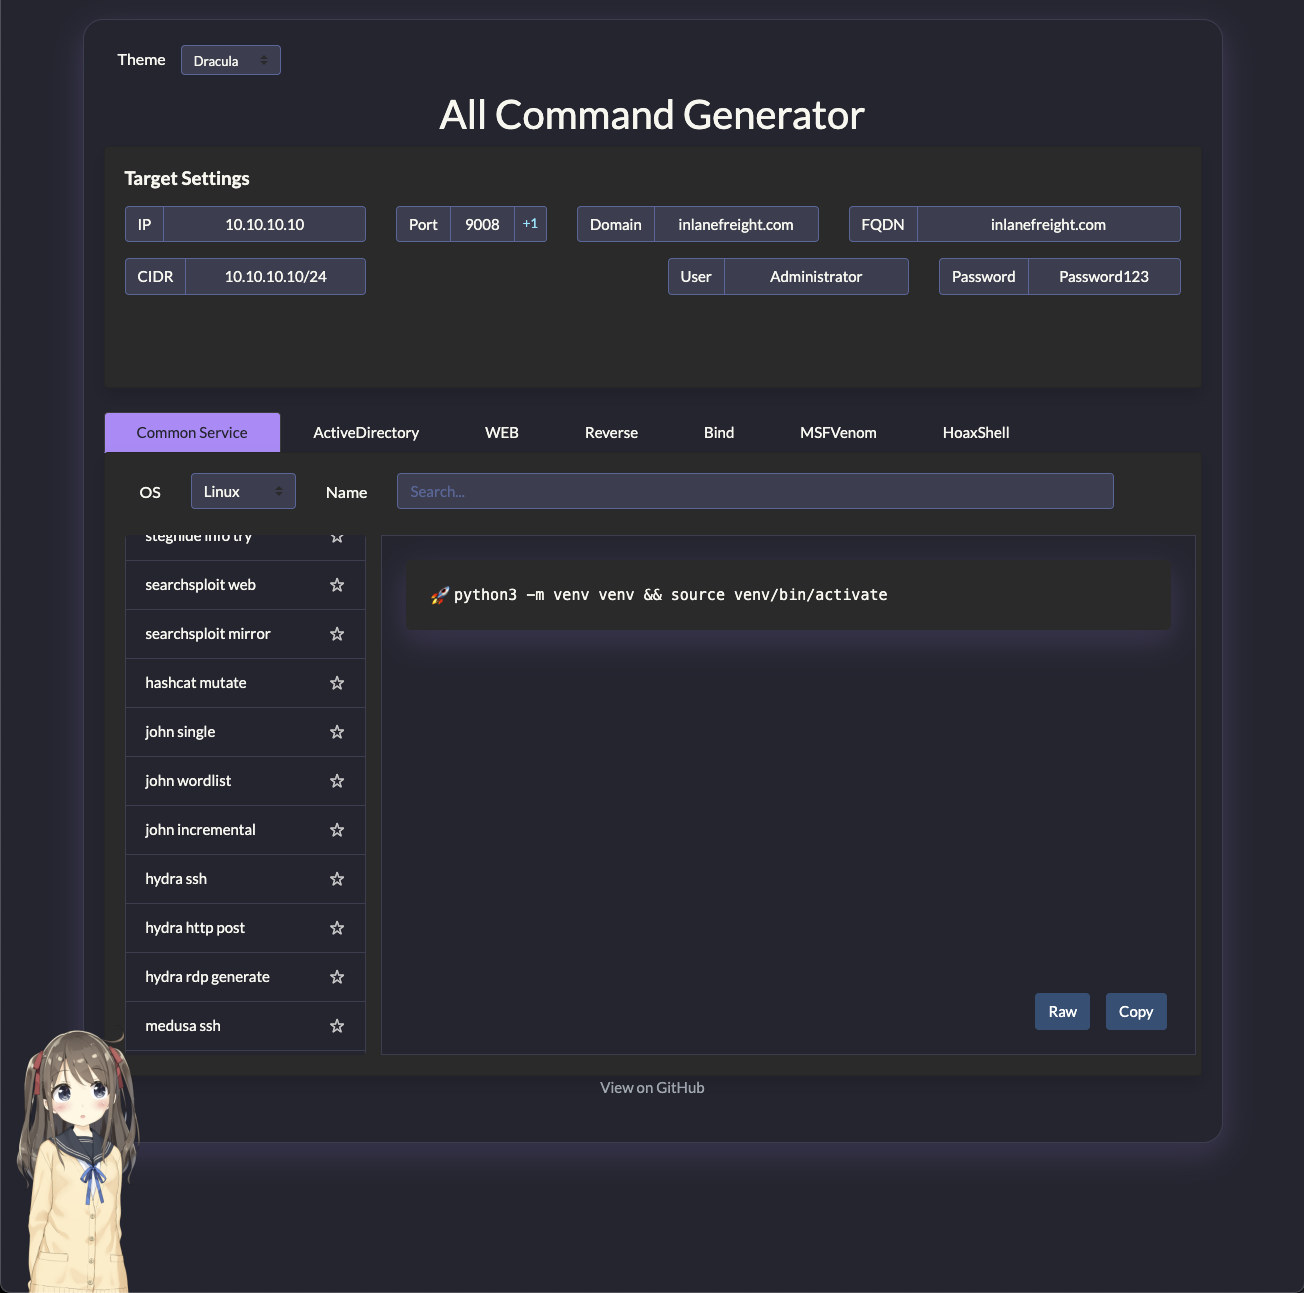 Theme Dracula
All Command Generator
Target Settings
IP 10.10.10.10 Port 9008 +1 Domain inlanefreight.com FQDN inlanefreight.com
CIDR 10.10.10.10/24 User Administrator Password Password123
Common Service ActiveDirectory WEB Reverse Bind MSFVenom HoaxShell
OS Linux Name Search...
steghide info try
searchsploit web
searchsploit mirror
hashcat mutate
john single
john wordlist
john incremental
hydra ssh
hydra http post
hydra rdp generate
medusa ssh
🚀 python3 -m venv venv && source venv/bin/activate
Raw Copy
View on GitHub